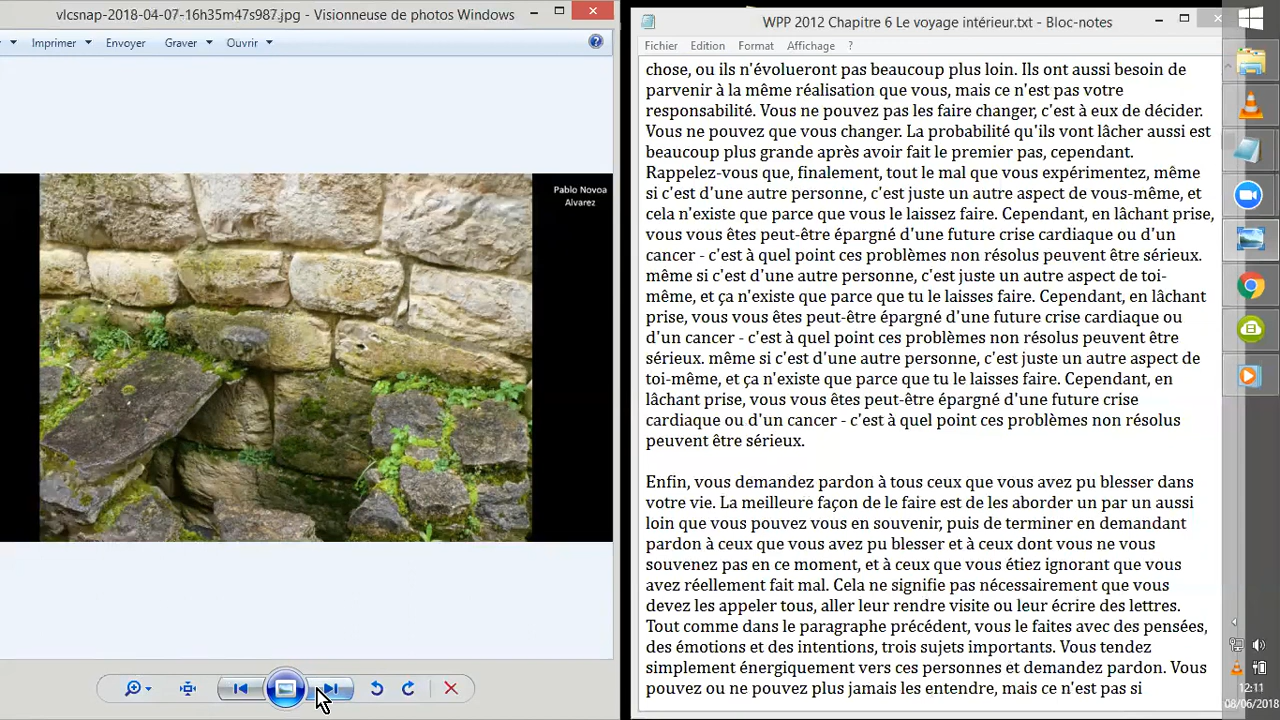 vlcsnap-2018-04-07-16h35m47s987.jpg - Visionneuse de photos Windows
Imprimer
Envoyer
Graver
Ouvrir
?
Pablo Novoa
Alvarez
WPP 2012 Chapitre 6 Le voyage intérieur.txt - Bloc-notes
Fichier
Edition
Format
Affichage
?
chose, ou ils n'évolueront pas beaucoup plus loin. Ils ont aussi besoin de
parvenir à la même réalisation que vous, mais ce n'est pas votre
responsabilité. Vous ne pouvez pas les faire changer, c'est à eux de décider.
Vous ne pouvez que vous changer. La probabilité qu'ils vont lâcher aussi est
beaucoup plus grande après avoir fait le premier pas, cependant.
Rappelez-vous que, finalement, tout le mal que vous expérimentez, même
si c'est d'une autre personne, c'est juste un autre aspect de vous-même, et
cela n'existe que parce que vous le laissez faire. Cependant, en lâchant prise,
vous vous êtes peut-être épargné d'une future crise cardiaque ou d'un
cancer - c'est à quel point ces problèmes non résolus peuvent être sérieux.
même si c'est d'une autre personne, c'est juste un autre aspect de toi-
même, et ça n'existe que parce que tu le laisses faire. Cependant, en lâchant
prise, vous vous êtes peut-être épargné d'une future crise cardiaque ou
d'un cancer - c'est à quel point ces problèmes non résolus peuvent être
sérieux. même si c'est d'une autre personne, c'est juste un autre aspect de
toi-même, et ça n'existe que parce que tu le laisses faire. Cependant, en
lâchant prise, vous vous êtes peut-être épargné d'une future crise
cardiaque ou d'un cancer - c'est à quel point ces problèmes non résolus
peuvent être sérieux.
Enfin, vous demandez pardon à tous ceux que vous avez pu blesser dans
votre vie. La meilleure façon de le faire est de les aborder un par un aussi
loin que vous pouvez vous en souvenir, puis de terminer en demandant
pardon à ceux que vous avez pu blesser et à ceux dont vous ne vous
souvenez pas en ce moment, et à ceux que vous étiez ignorant que vous
avez réellement fait mal. Cela ne signifie pas nécessairement que vous
devez les appeler tous, aller leur rendre visite ou leur écrire des lettres.
Tout comme dans le paragraphe précédent, vous le faites avec des pensées,
des émotions et des intentions, trois sujets importants. Vous tendez
simplement énergiquement vers ces personnes et demandez pardon. Vous
pouvez ou ne pouvez plus jamais les entendre, mais ce n'est pas si
12:11
08/06/2018